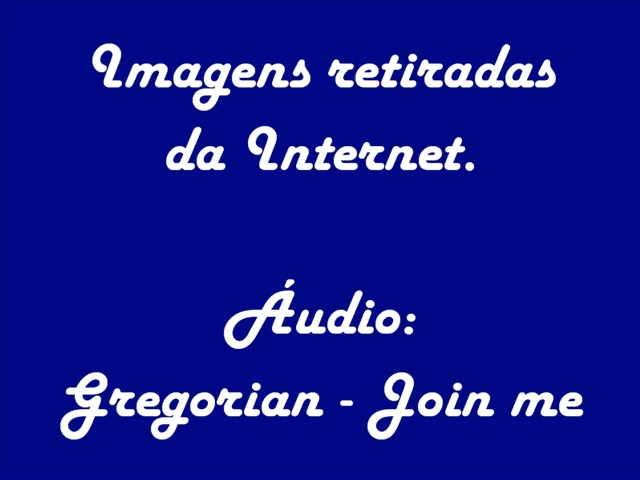 Imagens retiradas
da Internet.
Áudio:
Gregorian - Join me